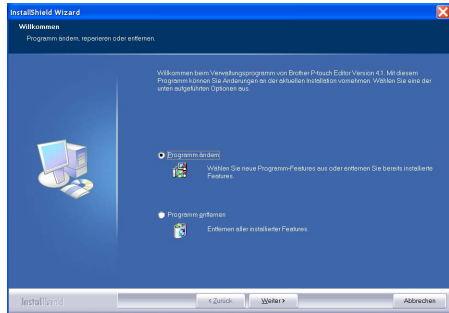 InstallShield Wizard
Willkommen
Programm ändern, reparieren oder entfernen.
Willkommen beim Verwaltungsprogramm von Brother P-touch Editor Version 4.1. Mit diesem
Programm können Sie Änderungen an der aktuellen Installation vornehmen. Wählen Sie eine der
unten aufgeführten Optionen aus.
Programm ändern
Wählen Sie neue Programm-Features aus oder entfernen Sie bereits installierte
Features.
Programm entfernen
Entfernen aller installierter Features.
InstallShield
< Zurück
Weiter >
Abbrechen